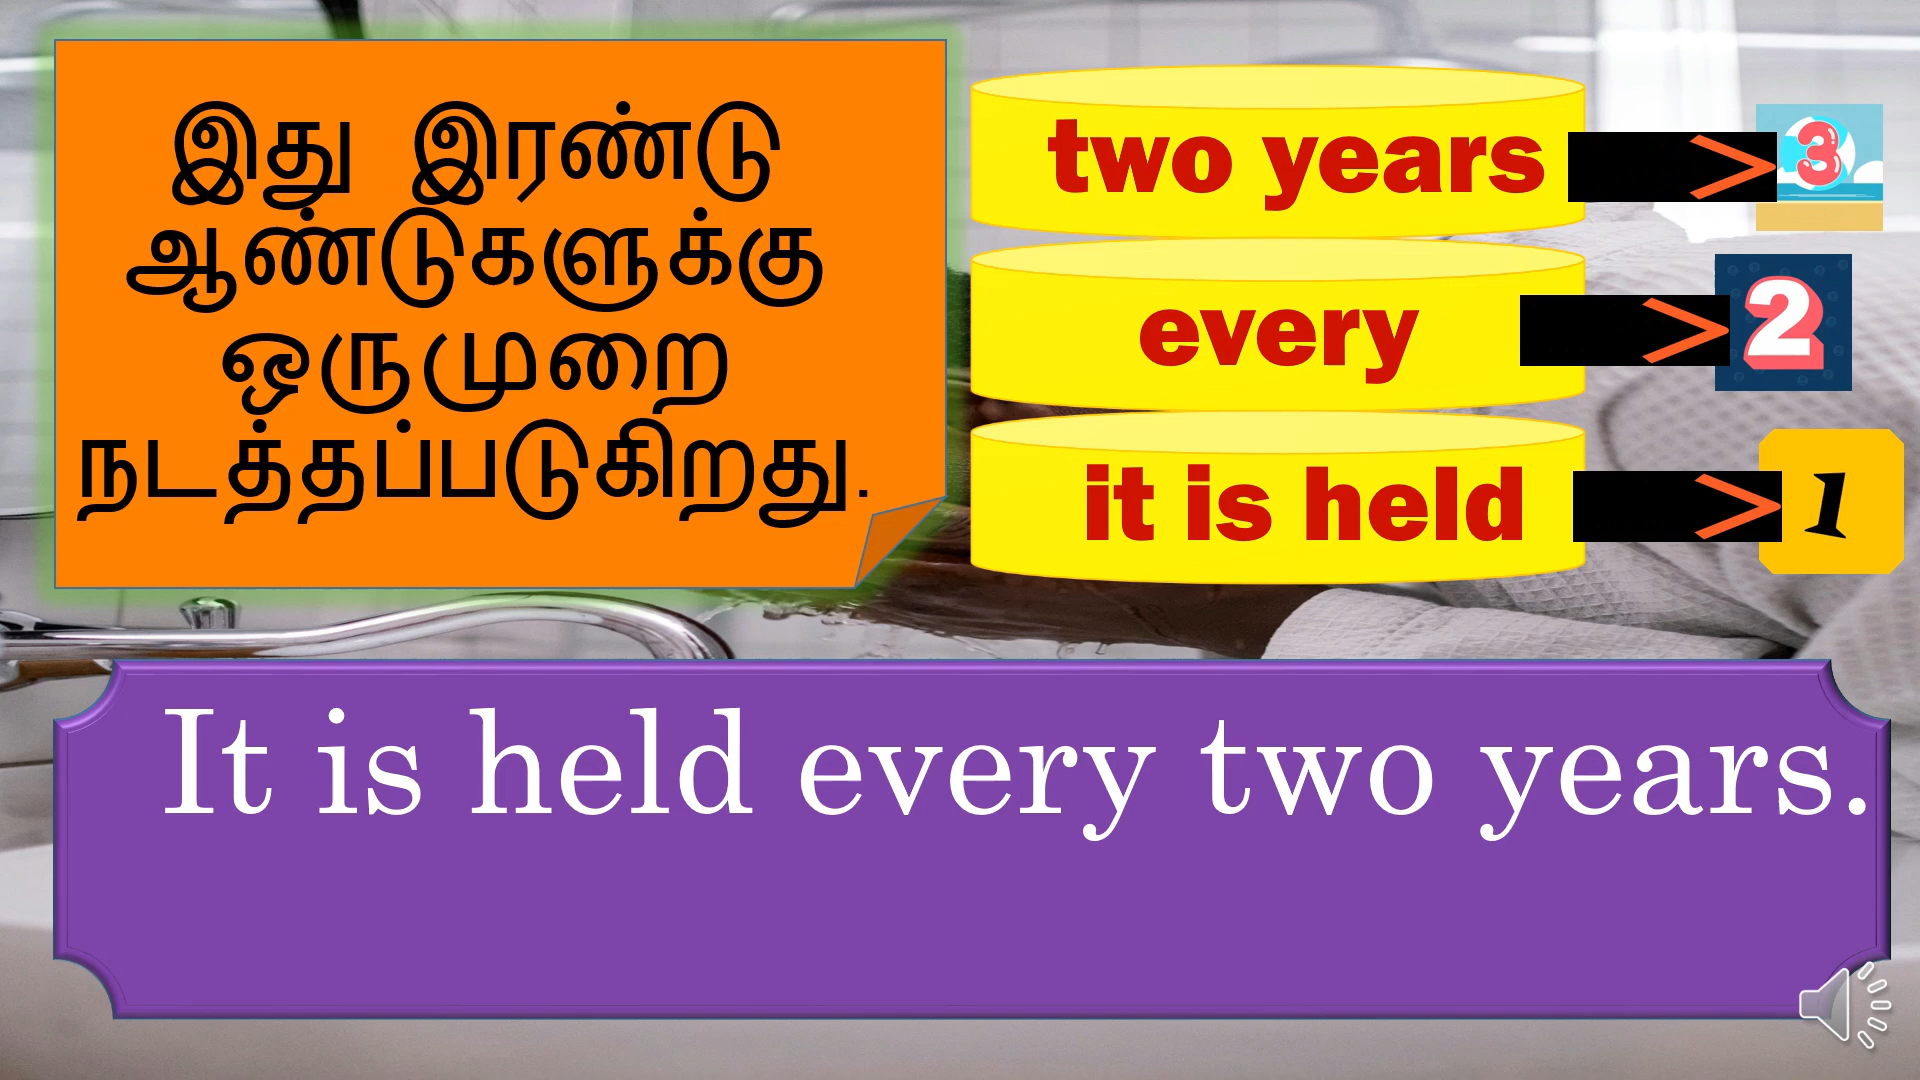 இது இரண்டு
ஆண்டுகளுக்கு
ஒருமுறை
நடத்தப்படுகிறது.
two years > 3
every > 2
it is held > 1
It is held every two years.